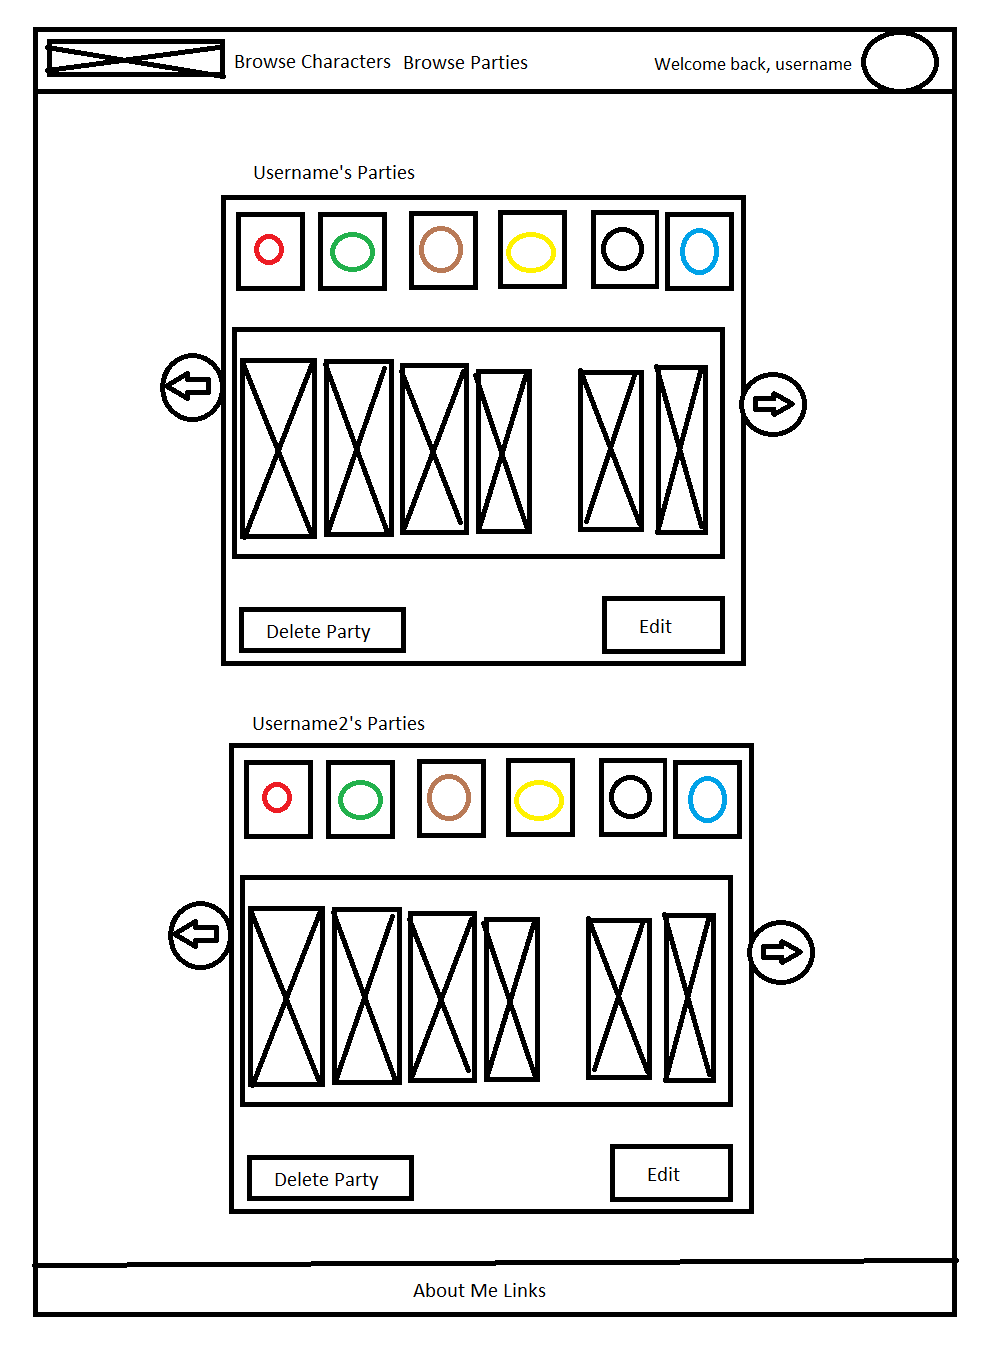 Browse Characters Browse Parties Welcome back, username
Username's Parties
Delete Party Edit
Username2's Parties
Delete Party Edit
About Me Links